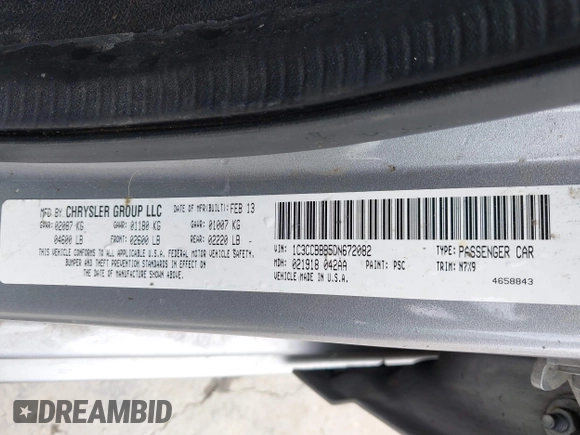 MFD BY CHRYSLER GROUP LLC DATE OF MFR(BUILT): FEB 13
GVWR: 02087 KG GAWR: 01180 KG GAWR: 01007 KG
04600 LB FRONT: 02600 LB REAR: 02220 LB
THIS VEHICLE CONFORMS TO ALL APPLICABLE U.S.A. FEDERAL MOTOR VEHICLE SAFETY,
BUMPER AND THEFT PREVENTION STANDARDS IN EFFECT
ON THE DATE OF MANUFACTURE SHOWN ABOVE.
VIN: 1C3CCBBB5DN672082 TYPE: PASSENGER CAR
MDH: 021918 042AA PAINT: PSC TRIM: N7X9
VEHICLE MADE IN U.S.A.
4658843
DREAMBID